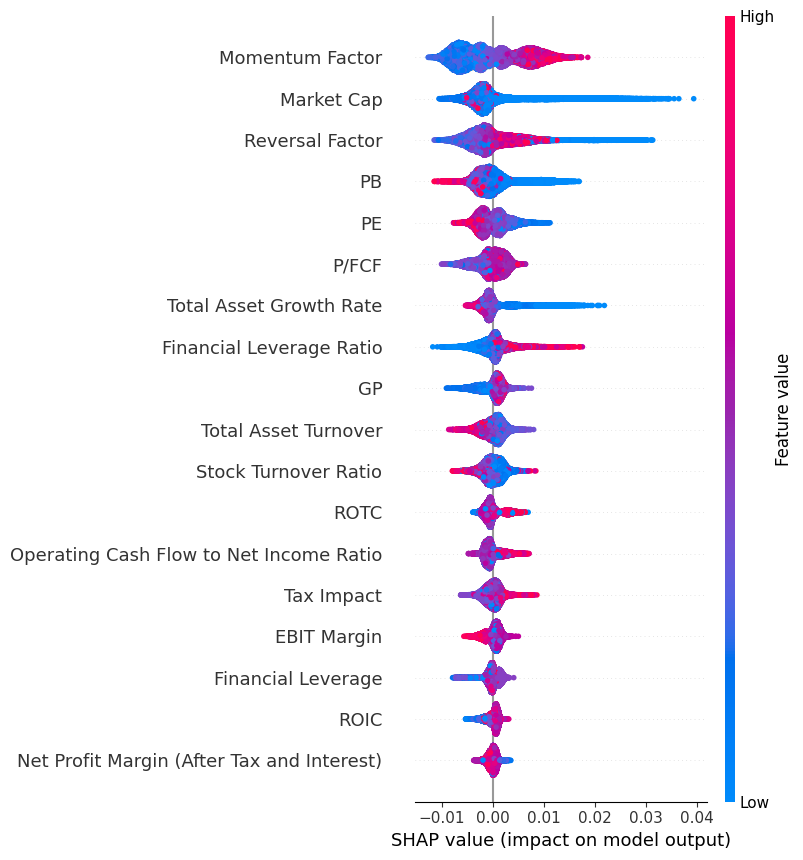 High
Momentum Factor
Market Cap
Reversal Factor
PB
PE
P/FCF
Total Asset Growth Rate
Financial Leverage Ratio
GP
Total Asset Turnover
Stock Turnover Ratio
ROTC
Operating Cash Flow to Net Income Ratio
Tax Impact
EBIT Margin
Financial Leverage
ROIC
Net Profit Margin (After Tax and Interest)
Feature value
Low
−0.01 0.00 0.01 0.02 0.03 0.04
SHAP value (impact on model output)